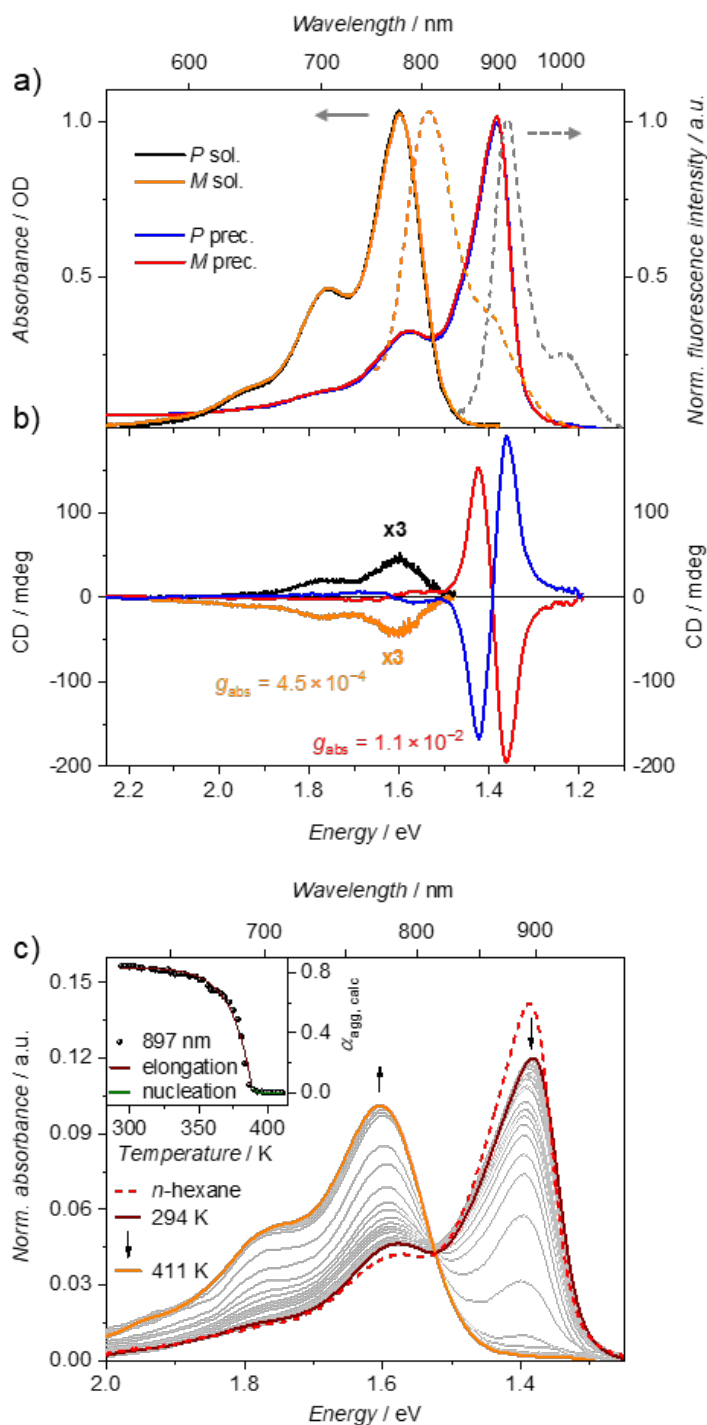 Wavelength / nm
600 700 800 900 1000
a)
1.0 1.0
P sol.
M sol.
P prec.
M prec.
0.5 0.5
Absorbance / OD
Norm. fluorescence intensity / a.u.
b)
100 100
x3
0 0
x3
g_abs = 4.5 × 10⁻⁴
-100 -100
g_abs = 1.1 × 10⁻²
-200 -200
CD / mdeg
CD / mdeg
2.2 2.0 1.8 1.6 1.4 1.2
Energy / eV
Wavelength / nm
700 800 900
c)
0.15
0.12
0.09
0.06
0.03
0.00
Norm. absorbance / a.u.
0.8
0.4
0.0
α_agg, calc
897 nm
elongation
nucleation
300 350 400
Temperature / K
n-hexane
294 K
411 K
2.0 1.8 1.6 1.4
Energy / eV